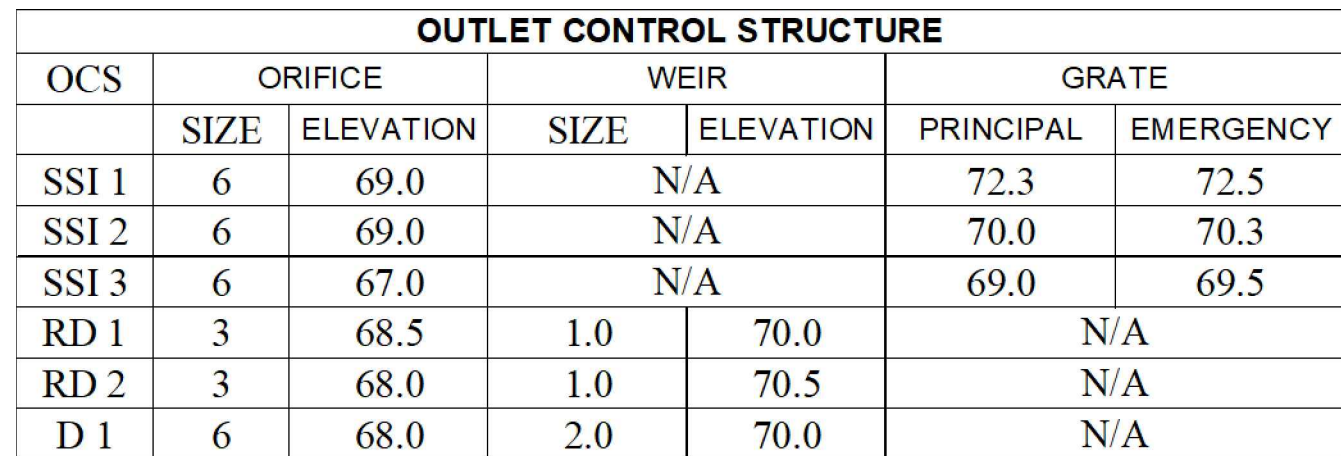 OUTLET CONTROL STRUCTURE
OCS ORIFICE WEIR GRATE
SIZE ELEVATION SIZE ELEVATION PRINCIPAL EMERGENCY
SSI 1 6 69.0 N/A 72.3 72.5
SSI 2 6 69.0 N/A 70.0 70.3
SSI 3 6 67.0 N/A 69.0 69.5
RD 1 3 68.5 1.0 70.0 N/A
RD 2 3 68.0 1.0 70.5 N/A
D 1 6 68.0 2.0 70.0 N/A